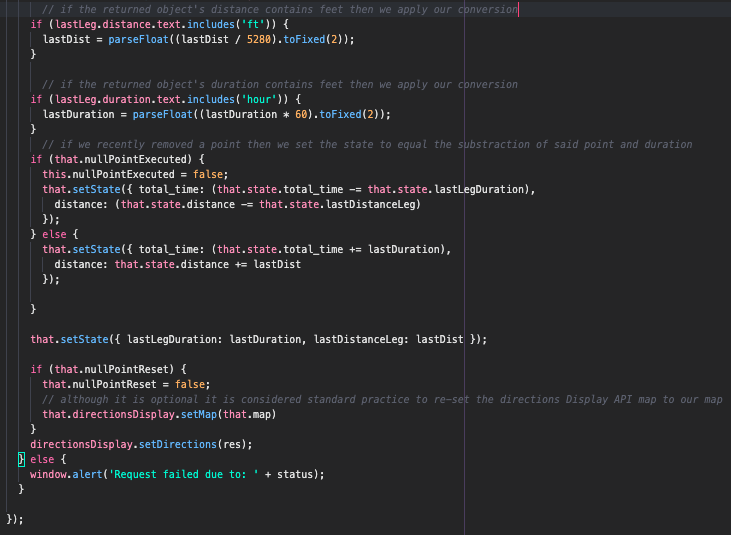 // if the returned object's distance contains feet then we apply our conversion
if (lastLeg.distance.text.includes('ft')) {
lastDist = parseFloat((lastDist / 5280).toFixed(2));
}
// if the returned object's duration contains feet then we apply our conversion
if (lastLeg.duration.text.includes('hour')) {
lastDuration = parseFloat((lastDuration * 60).toFixed(2));
}
// if we recently removed a point then we set the state to equal the substraction of said point and duration
if (that.nullPointExecuted) {
this.nullPointExecuted = false;
that.setState({ total_time: (that.state.total_time -= that.state.lastLegDuration),
distance: (that.state.distance -= that.state.lastDistanceLeg)
});
} else {
that.setState({ total_time: (that.state.total_time += lastDuration),
distance: that.state.distance += lastDist
});
}
that.setState({ lastLegDuration: lastDuration, lastDistanceLeg: lastDist });
if (that.nullPointReset) {
that.nullPointReset = false;
// although it is optional it is considered standard practice to re-set the directions Display API map to our map
that.directionsDisplay.setMap(that.map)
}
directionsDisplay.setDirections(res);
} else {
window.alert('Request failed due to: ' + status);
}
});